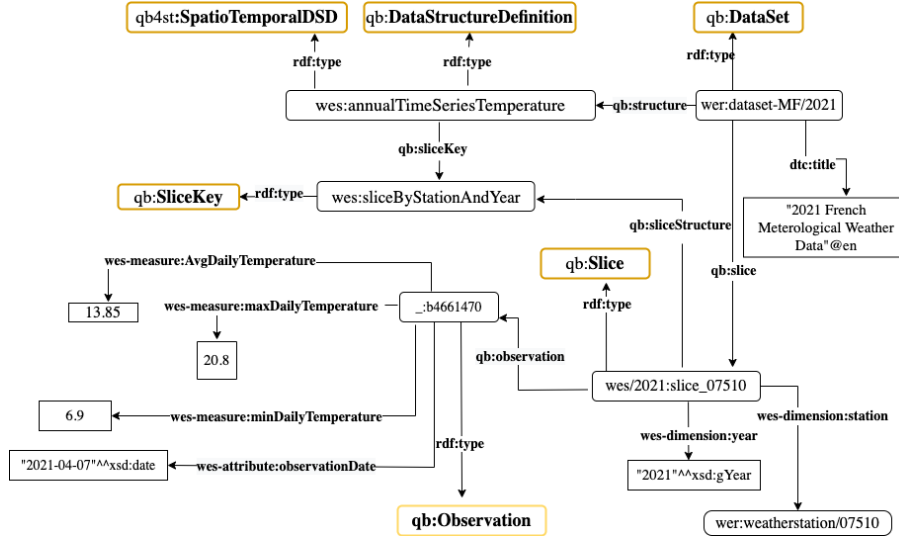 qb4st:SpatioTemporalDSD
qb:DataStructureDefinition
qb:DataSet
rdf:type
rdf:type
rdf:type
wes:annualTimeSeriesTemperature
qb:structure
wer:dataset-MF/2021
qb:sliceKey
dtc:title
qb:SliceKey
rdf:type
wes:sliceByStationAndYear
"2021 French
Meterological Weather
Data"@en
qb:sliceStructure
wes-measure:AvgDailyTemperature
qb:Slice
qb:slice
13.85
wes-measure:maxDailyTemperature
_:b4661470
rdf:type
20.8
qb:observation
wes/2021:slice_07510
6.9
wes-measure:minDailyTemperature
wes-dimension:station
wes-dimension:year
rdf:type
"2021-04-07"^^xsd:date
wes-attribute:observationDate
"2021"^^xsd:gYear
qb:Observation
wer:weatherstation/07510